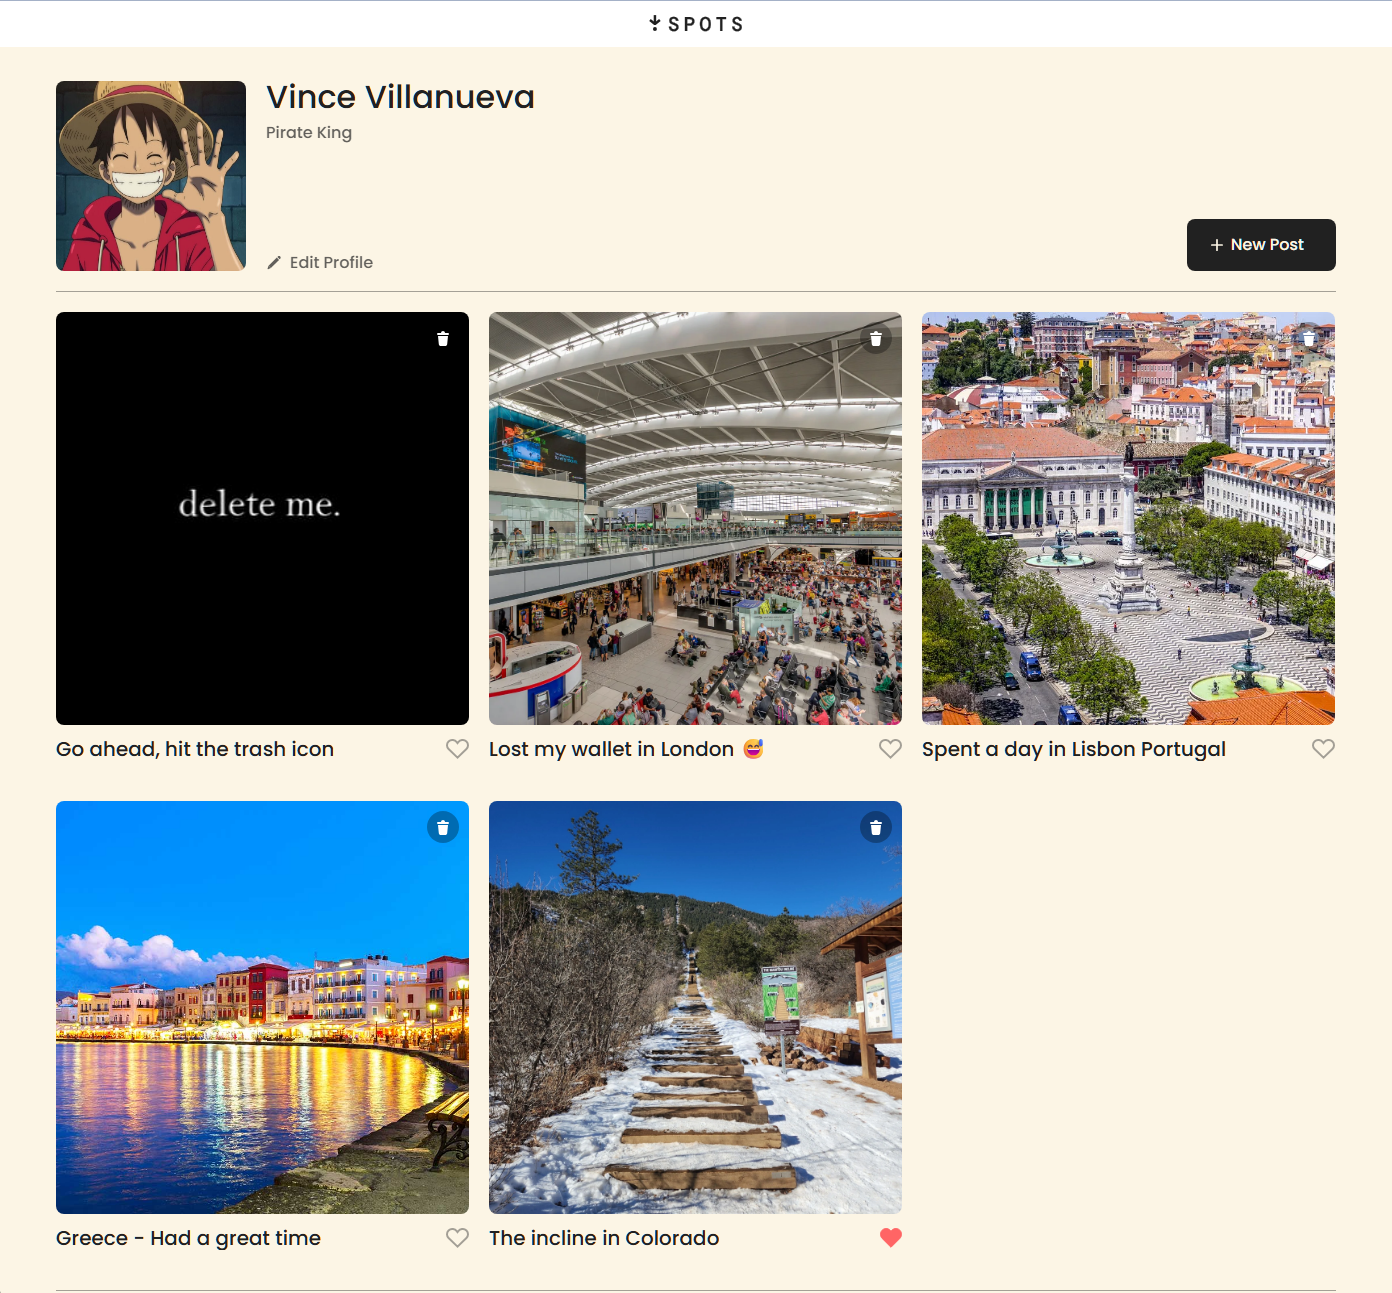 SPOTS
Vince Villanueva
Pirate King
Edit Profile
+ New Post
delete me.
Go ahead, hit the trash icon
Lost my wallet in London 😅
Spent a day in Lisbon Portugal
Greece - Had a great time
The incline in Colorado